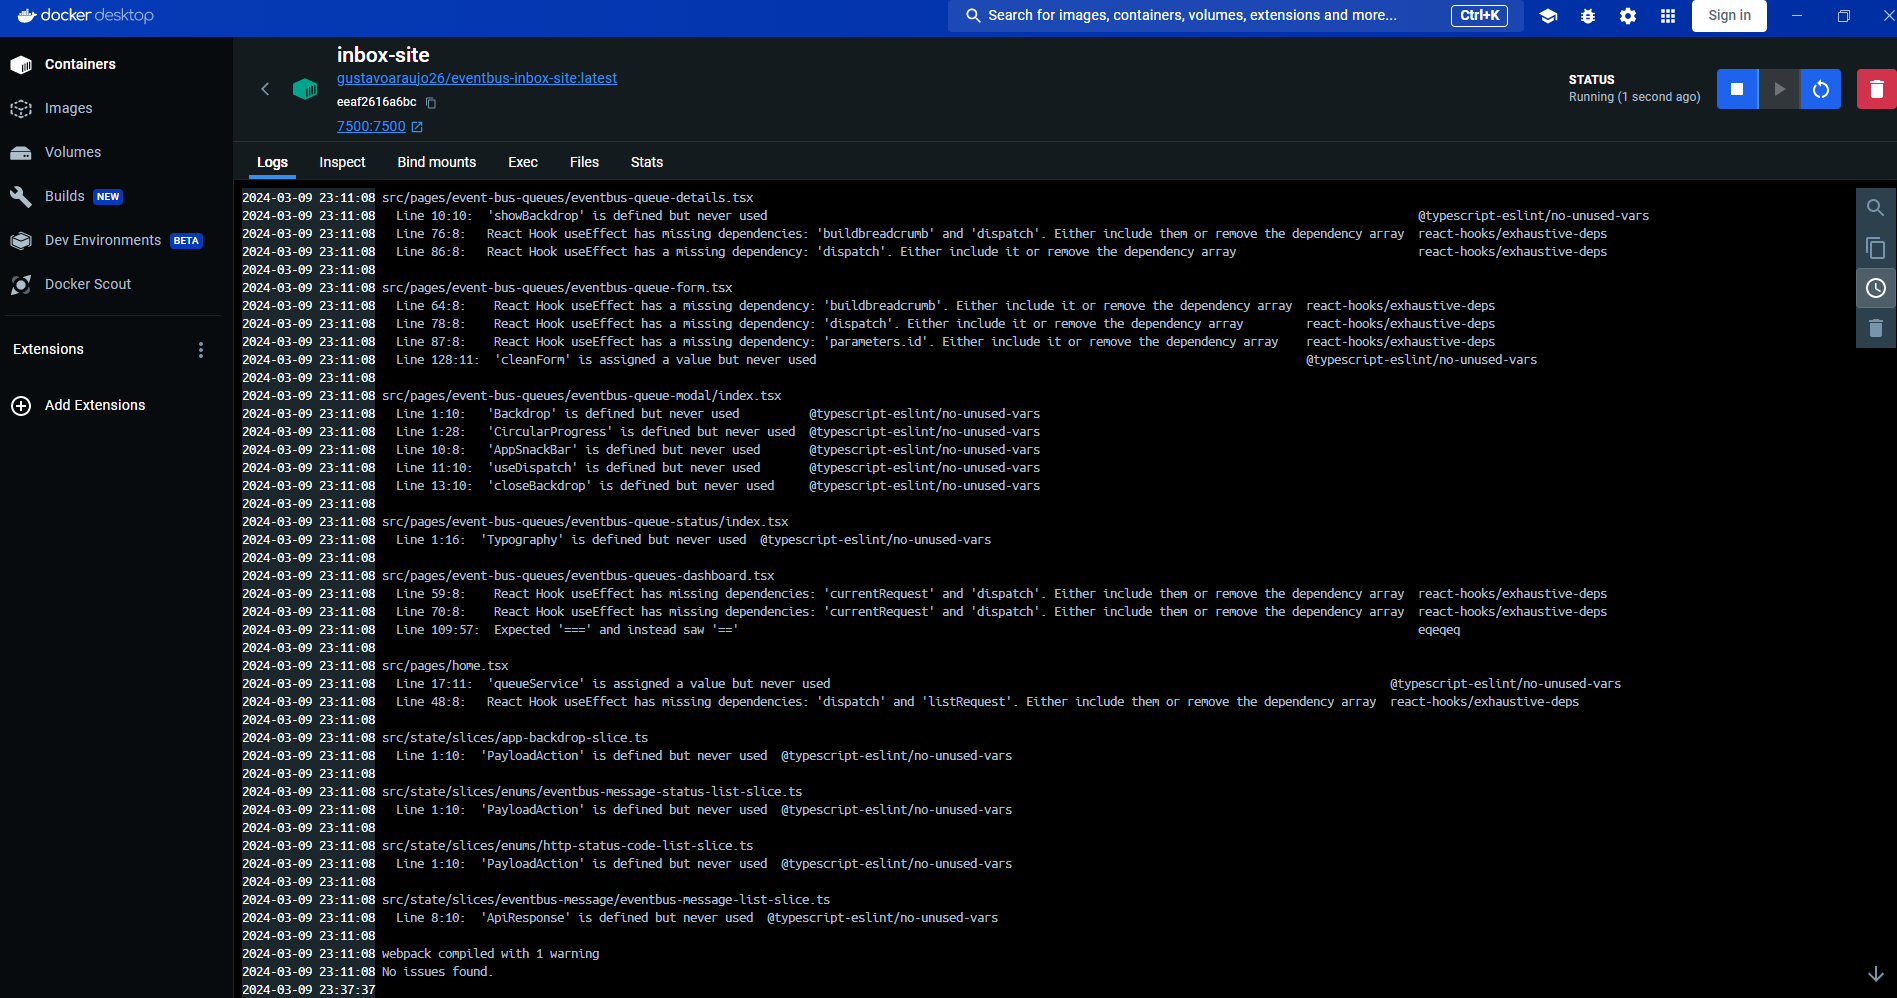 docker desktop
Search for images, containers, volumes, extensions and more...
Ctrl+K
Sign in
Containers
Images
Volumes
Builds NEW
Dev Environments BETA
Docker Scout
Extensions
Add Extensions
inbox-site
gustavoaraujo26/eventbus-inbox-site:latest
eeaf2616a6bc
7500:7500
STATUS
Running (1 second ago)
Logs Inspect Bind mounts Exec Files Stats
2024-03-09 23:11:08 src/pages/event-bus-queues/eventbus-queue-details.tsx
2024-03-09 23:11:08 Line 10:10: 'showBackdrop' is defined but never used @typescript-eslint/no-unused-vars
2024-03-09 23:11:08 Line 76:8: React Hook useEffect has missing dependencies: 'buildbreadcrumb' and 'dispatch'. Either include them or remove the dependency array react-hooks/exhaustive-deps
2024-03-09 23:11:08 Line 86:8: React Hook useEffect has a missing dependency: 'dispatch'. Either include it or remove the dependency array react-hooks/exhaustive-deps
2024-03-09 23:11:08
2024-03-09 23:11:08 src/pages/event-bus-queues/eventbus-queue-form.tsx
2024-03-09 23:11:08 Line 64:8: React Hook useEffect has a missing dependency: 'buildbreadcrumb'. Either include it or remove the dependency array react-hooks/exhaustive-deps
2024-03-09 23:11:08 Line 78:8: React Hook useEffect has a missing dependency: 'dispatch'. Either include it or remove the dependency array react-hooks/exhaustive-deps
2024-03-09 23:11:08 Line 87:8: React Hook useEffect has a missing dependency: 'parameters.id'. Either include it or remove the dependency array react-hooks/exhaustive-deps
2024-03-09 23:11:08 Line 128:11: 'cleanForm' is assigned a value but never used @typescript-eslint/no-unused-vars
2024-03-09 23:11:08
2024-03-09 23:11:08 src/pages/event-bus-queues/eventbus-queue-modal/index.tsx
2024-03-09 23:11:08 Line 1:10: 'Backdrop' is defined but never used @typescript-eslint/no-unused-vars
2024-03-09 23:11:08 Line 1:28: 'CircularProgress' is defined but never used @typescript-eslint/no-unused-vars
2024-03-09 23:11:08 Line 10:8: 'AppSnackBar' is defined but never used @typescript-eslint/no-unused-vars
2024-03-09 23:11:08 Line 11:10: 'useDispatch' is defined but never used @typescript-eslint/no-unused-vars
2024-03-09 23:11:08 Line 13:10: 'closeBackdrop' is defined but never used @typescript-eslint/no-unused-vars
2024-03-09 23:11:08
2024-03-09 23:11:08 src/pages/event-bus-queues/eventbus-queue-status/index.tsx
2024-03-09 23:11:08 Line 1:16: 'Typography' is defined but never used @typescript-eslint/no-unused-vars
2024-03-09 23:11:08
2024-03-09 23:11:08 src/pages/event-bus-queues/eventbus-queues-dashboard.tsx
2024-03-09 23:11:08 Line 59:8: React Hook useEffect has missing dependencies: 'currentRequest' and 'dispatch'. Either include them or remove the dependency array react-hooks/exhaustive-deps
2024-03-09 23:11:08 Line 70:8: React Hook useEffect has missing dependencies: 'currentRequest' and 'dispatch'. Either include them or remove the dependency array react-hooks/exhaustive-deps
2024-03-09 23:11:08 Line 109:57: Expected '===' and instead saw '==' eqeqeq
2024-03-09 23:11:08
2024-03-09 23:11:08 src/pages/home.tsx
2024-03-09 23:11:08 Line 17:11: 'queueService' is assigned a value but never used @typescript-eslint/no-unused-vars
2024-03-09 23:11:08 Line 48:8: React Hook useEffect has missing dependencies: 'dispatch' and 'listRequest'. Either include them or remove the dependency array react-hooks/exhaustive-deps
2024-03-09 23:11:08
2024-03-09 23:11:08 src/state/slices/app-backdrop-slice.ts
2024-03-09 23:11:08 Line 1:10: 'PayloadAction' is defined but never used @typescript-eslint/no-unused-vars
2024-03-09 23:11:08
2024-03-09 23:11:08 src/state/slices/enums/eventbus-message-status-list-slice.ts
2024-03-09 23:11:08 Line 1:10: 'PayloadAction' is defined but never used @typescript-eslint/no-unused-vars
2024-03-09 23:11:08
2024-03-09 23:11:08 src/state/slices/enums/http-status-code-list-slice.ts
2024-03-09 23:11:08 Line 1:10: 'PayloadAction' is defined but never used @typescript-eslint/no-unused-vars
2024-03-09 23:11:08
2024-03-09 23:11:08 src/state/slices/eventbus-message/eventbus-message-list-slice.ts
2024-03-09 23:11:08 Line 8:10: 'ApiResponse' is defined but never used @typescript-eslint/no-unused-vars
2024-03-09 23:11:08
2024-03-09 23:11:08 webpack compiled with 1 warning
2024-03-09 23:11:08 No issues found.
2024-03-09 23:37:37